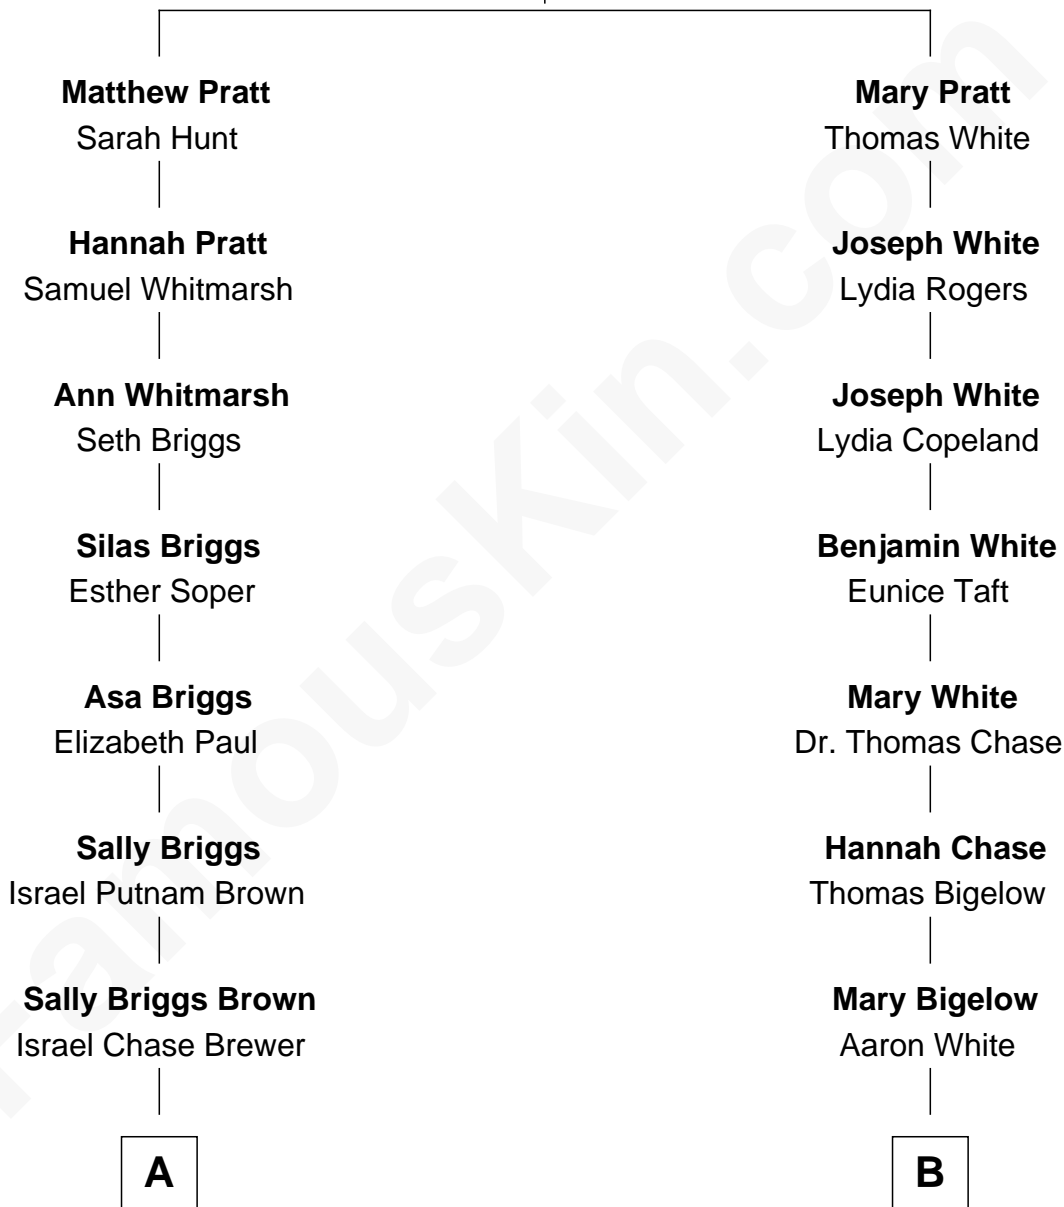 Matthew Pratt
Sarah Hunt
Hannah Pratt
Samuel Whitmarsh
Ann Whitmarsh
Seth Briggs
Silas Briggs
Esther Soper
Asa Briggs
Elizabeth Paul
Sally Briggs
Israel Putnam Brown
Sally Briggs Brown
Israel Chase Brewer
A
Mary Pratt
Thomas White
Joseph White
Lydia Rogers
Joseph White
Lydia Copeland
Benjamin White
Eunice Taft
Mary White
Dr. Thomas Chase
Hannah Chase
Thomas Bigelow
Mary Bigelow
Aaron White
B
FamousKin.com